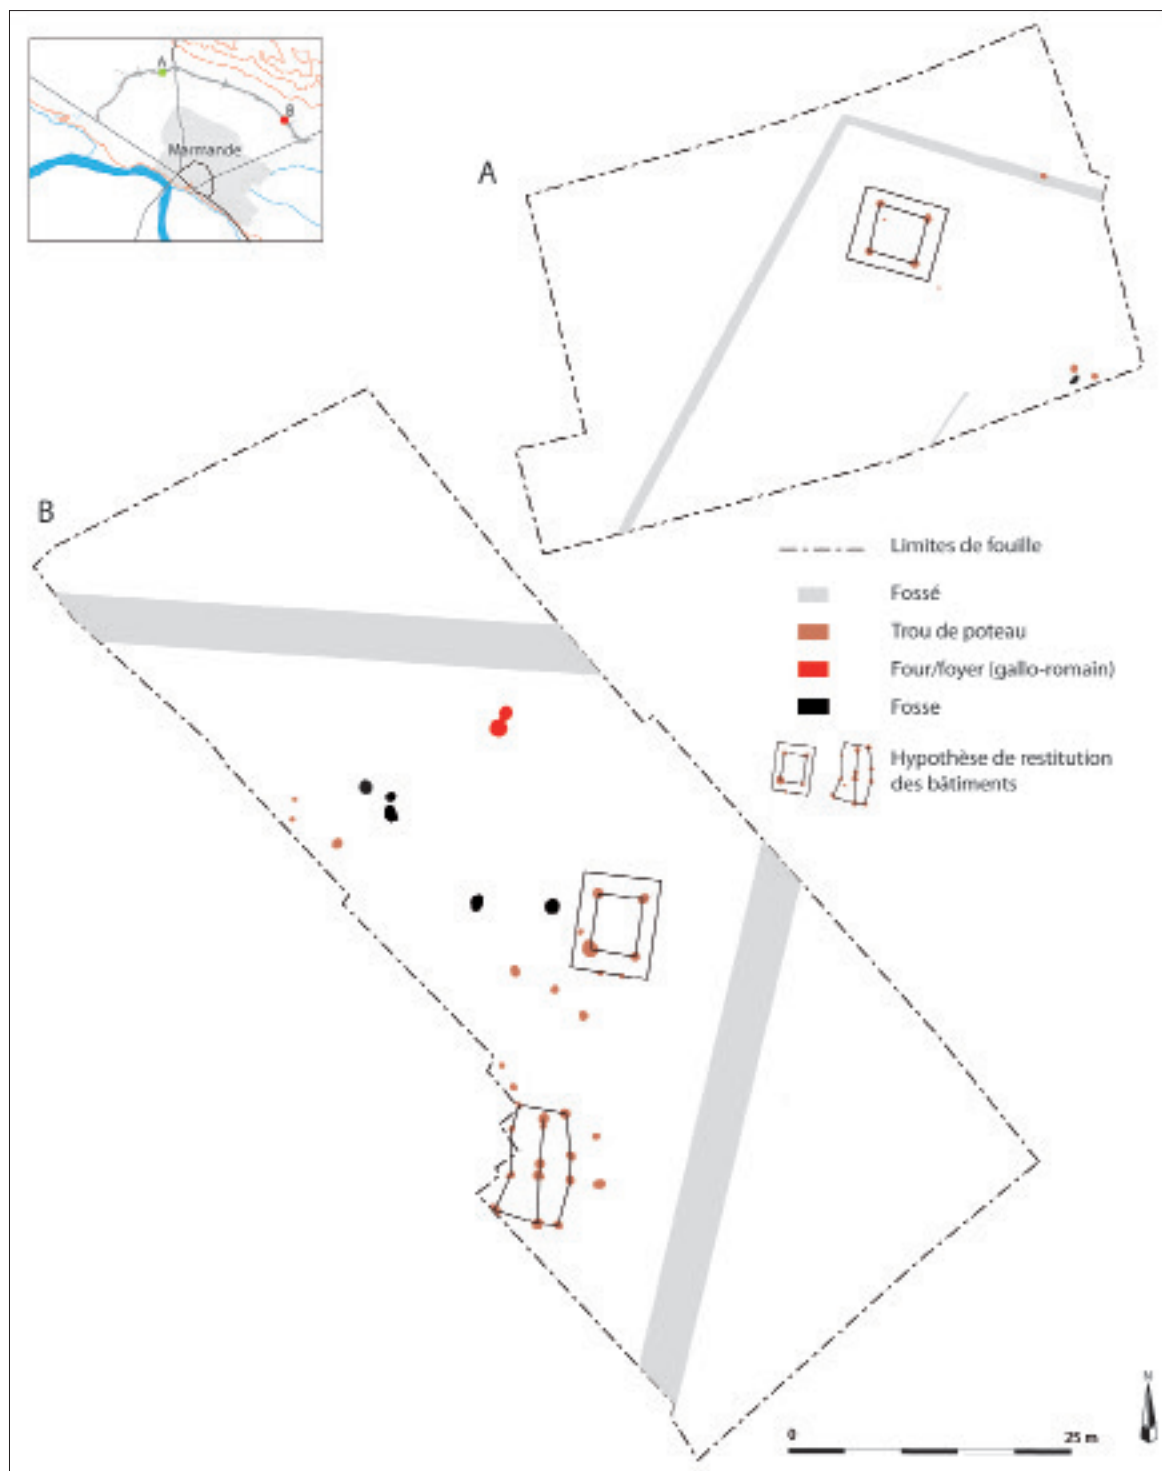 A
B
Marmande
A
B
Limites de fouille
Fossé
Trou de poteau
Four/foyer (gallo-romain)
Fosse
Hypothèse de restitution
des bâtiments
N
0 25 m